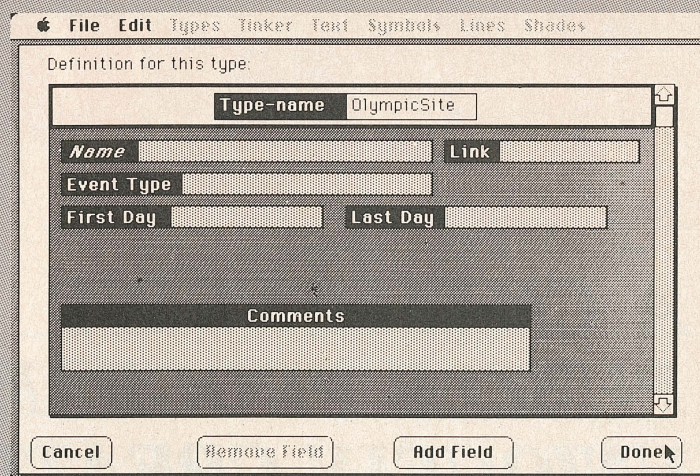 File Edit Types Tinker Text Symbols Lines Shades
Definition for this type:
Type-name OlympicSite
Name Link
Event Type
First Day Last Day
Comments
Cancel Remove Field Add Field Done